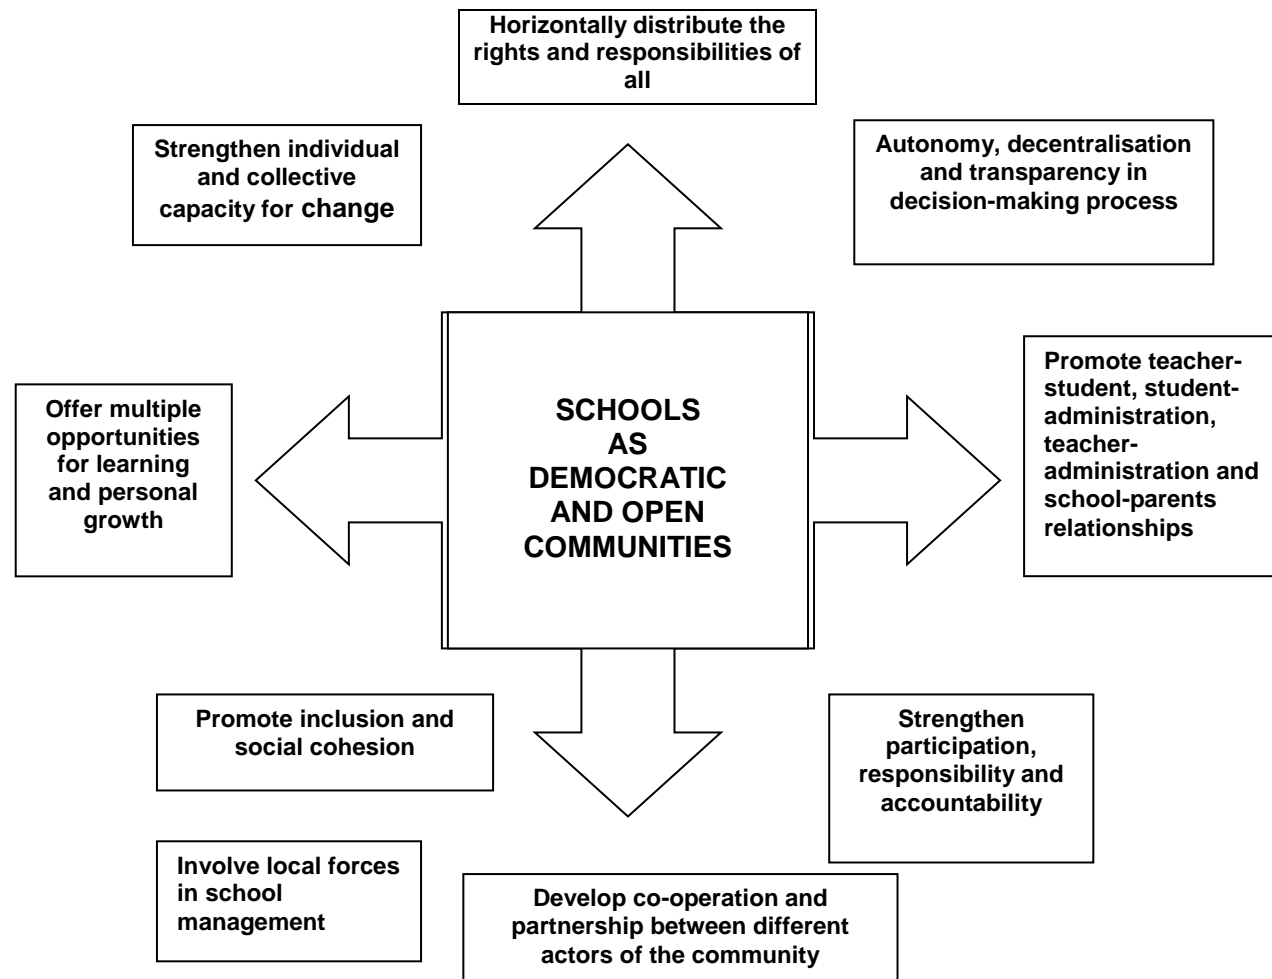 Horizontally distribute the
rights and responsibilities of
all
Strengthen individual
and collective
capacity for change
Autonomy, decentralisation
and transparency in
decision-making process
Offer multiple
opportunities
for learning
and personal
growth
SCHOOLS
AS
DEMOCRATIC
AND OPEN
COMMUNITIES
Promote teacher-
student, student-
administration,
teacher-
administration and
school-parents
relationships
Promote inclusion and
social cohesion
Strengthen
participation,
responsibility and
accountability
Involve local forces
in school
management
Develop co-operation and
partnership between different
actors of the community